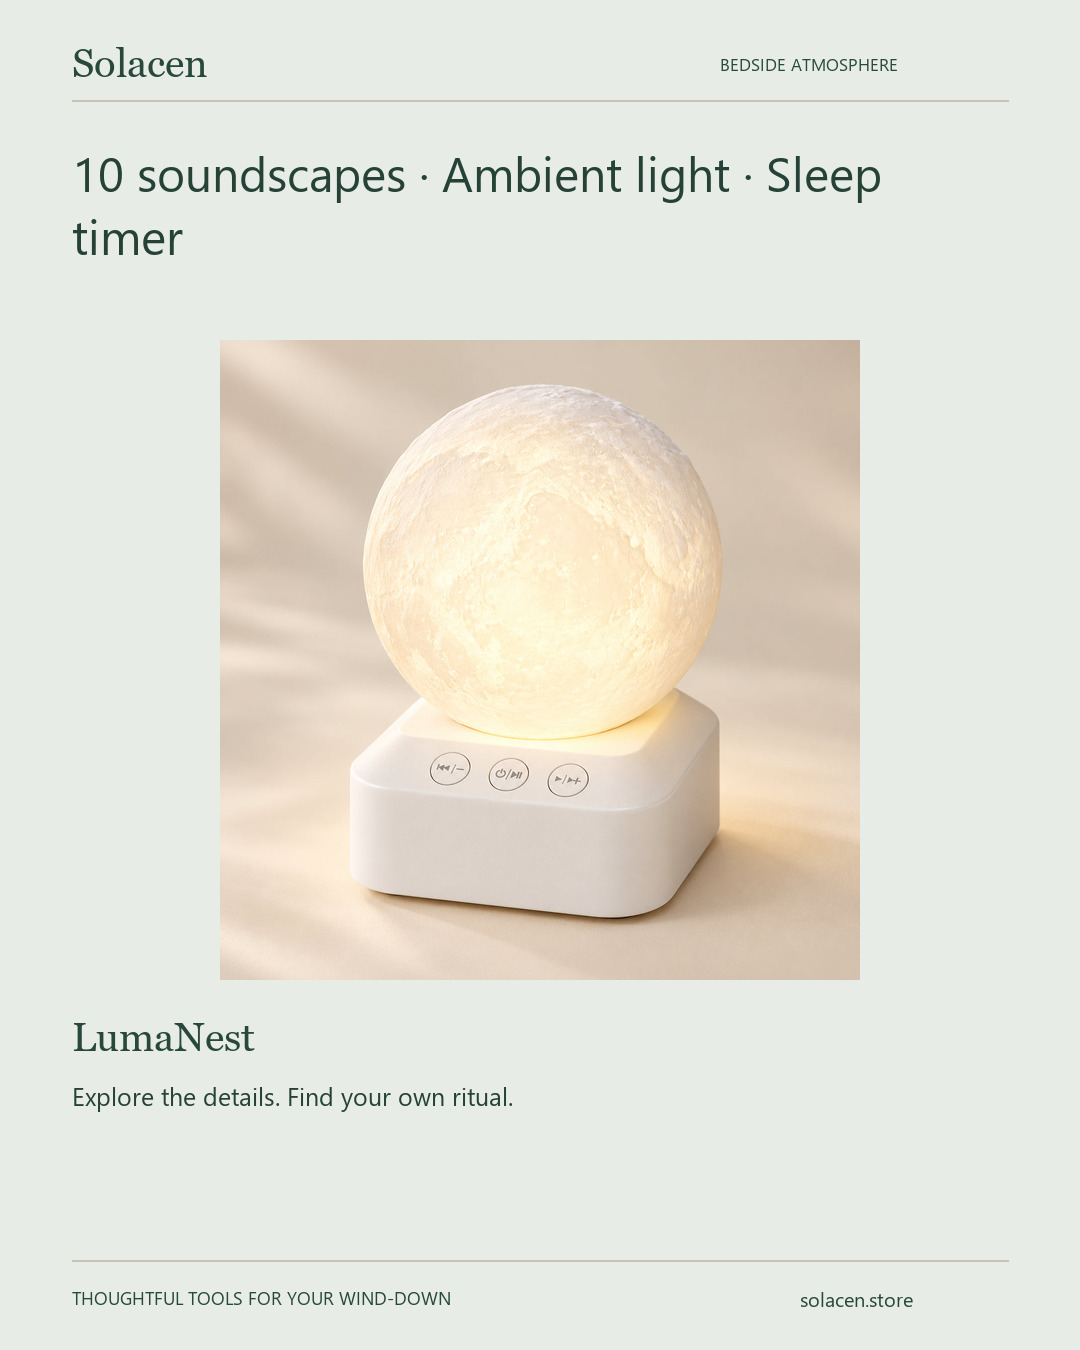 Solacen
BEDSIDE ATMOSPHERE
10 soundscapes · Ambient light · Sleep
timer
LumaNest
Explore the details. Find your own ritual.
THOUGHTFUL TOOLS FOR YOUR WIND-DOWN
solacen.store